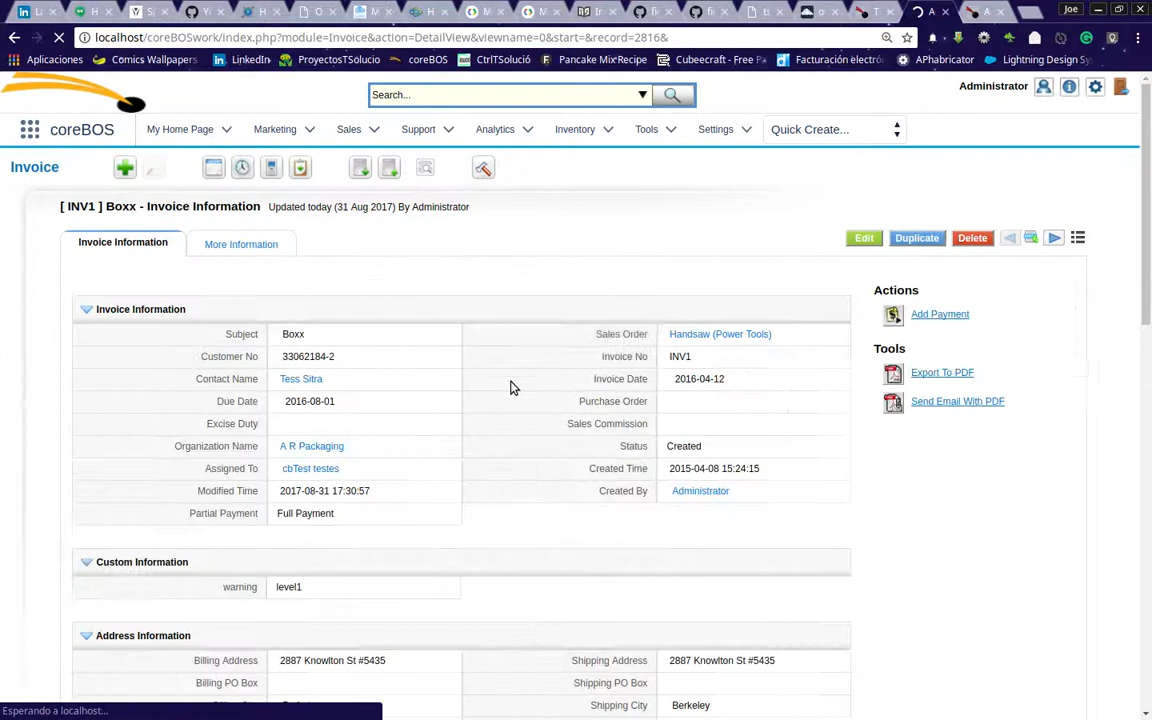 Joe
localhost/coreBOSwork/index.php?module=Invoice&action=DetailView&viewname=0&start=&record=2816&
Aplicaciones Comics Wallpapers LinkedIn ProyectosTSolucio coreBOS CtrlTSolució Pancake MixRecipe Cubecraft - Free Pa Facturación electró APhabricator Lightning Design Sy
Search... Administrator
coreBOS My Home Page Marketing Sales Support Analytics Inventory Tools Settings Quick Create...
Invoice
[ INV1 ] Boxx - Invoice Information Updated today (31 Aug 2017) By Administrator
Invoice Information More Information Edit Duplicate Delete
Actions
Invoice Information
Add Payment
Subject Boxx Sales Order Handsaw (Power Tools)
Tools
Customer No 33062184-2 Invoice No INV1
Export To PDF
Contact Name Tess Sitra Invoice Date 2016-04-12
Due Date 2016-08-01 Purchase Order
Send Email With PDF
Excise Duty Sales Commission
Organization Name A R Packaging Status Created
Assigned To cbTest testes Created Time 2015-04-08 15:24:15
Modified Time 2017-08-31 17:30:57 Created By Administrator
Partial Payment Full Payment
Custom Information
warning level1
Address Information
Billing Address 2887 Knowlton St #5435 Shipping Address 2887 Knowlton St #5435
Billing PO Box Shipping PO Box
Shipping City Berkeley
Esperando a localhost...